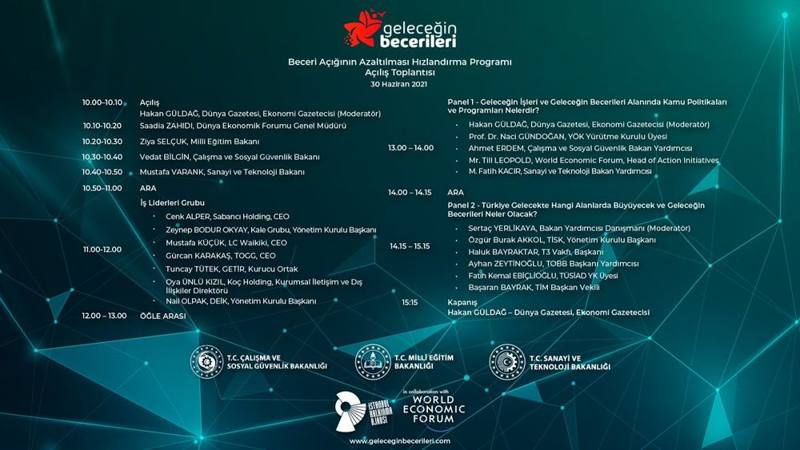 geleceğin
becerileri
Beceri Açığının Azaltılması Hızlandırma Programı
Açılış Toplantısı
30 Haziran 2021
10.00-10.10 Açılış
Hakan GÜLDAĞ, Dünya Gazetesi, Ekonomi Gazetecisi (Moderatör)
10.10-10.20 Saadia ZAHIDI, Dünya Ekonomik Forumu Genel Müdürü
10.20-10.30 Ziya SELÇUK, Milli Eğitim Bakanı
10.30-10.40 Vedat BİLGİN, Çalışma ve Sosyal Güvenlik Bakanı
10.40-10.50 Mustafa VARANK, Sanayi ve Teknoloji Bakanı
10.50-11.00 ARA
İş Liderleri Grubu
• Cenk ALPER, Sabancı Holding, CEO
• Zeynep BODUR OKYAY, Kale Grubu, Yönetim Kurulu Başkanı
• Mustafa KÜÇÜK, LC Waikiki, CEO
11.00-12.00 • Gürcan KARAKAŞ, TOGG, CEO
• Tuncay TÜTEK, GETİR, Kurucu Ortak
• Oya ÜNLÜ KIZIL, Koç Holding, Kurumsal İletişim ve Dış
İlişkiler Direktörü
• Nail OLPAK, DEİK, Yönetim Kurulu Başkanı
12.00 – 13.00 ÖĞLE ARASI
Panel 1 - Geleceğin İşleri ve Geleceğin Becerileri Alanında Kamu Politikaları
ve Programları Nelerdir?
• Hakan GÜLDAĞ, Dünya Gazetesi, Ekonomi Gazetecisi (Moderatör)
• Prof. Dr. Naci GÜNDOĞAN, YÖK Yürütme Kurulu Üyesi
13.00 – 14.00 • Ahmet ERDEM, Çalışma ve Sosyal Güvenlik Bakan Yardımcısı
• Mr. Till LEOPOLD, World Economic Forum, Head of Action Initiatives
• M. Fatih KACIR, Sanayi ve Teknoloji Bakan Yardımcısı
14.00 – 14.15 ARA
Panel 2 - Türkiye Gelecekte Hangi Alanlarda Büyüyecek ve Geleceğin
Becerileri Neler Olacak?
• Sertaç YERLİKAYA, Bakan Yardımcısı Danışmanı (Moderatör)
• Özgür Burak AKKOL, TİSK, Yönetim Kurulu Başkanı
14.15 – 15.15 • Haluk BAYRAKTAR, T3 Vakfı, Başkanı
• Ayhan ZEYTİNOĞLU, TOBB Başkanı Yardımcısı
• Fatih Kemal EBİÇLİOĞLU, TÜSİAD YK Üyesi
• Başaran BAYRAK, TİM Başkan Vekili
15:15 Kapanış
Hakan GÜLDAĞ – Dünya Gazetesi, Ekonomi Gazetecisi
T.C. ÇALIŞMA VE
SOSYAL GÜVENLİK BAKANLIĞI
T.C. MİLLÎ EĞİTİM
BAKANLIĞI
T.C. SANAYİ VE
TEKNOLOJİ BAKANLIĞI
İSTANBUL
KALKINMA
AJANSI
in collaboration with
WORLD
ECONOMIC
FORUM
www.geleceginbecerileri.com